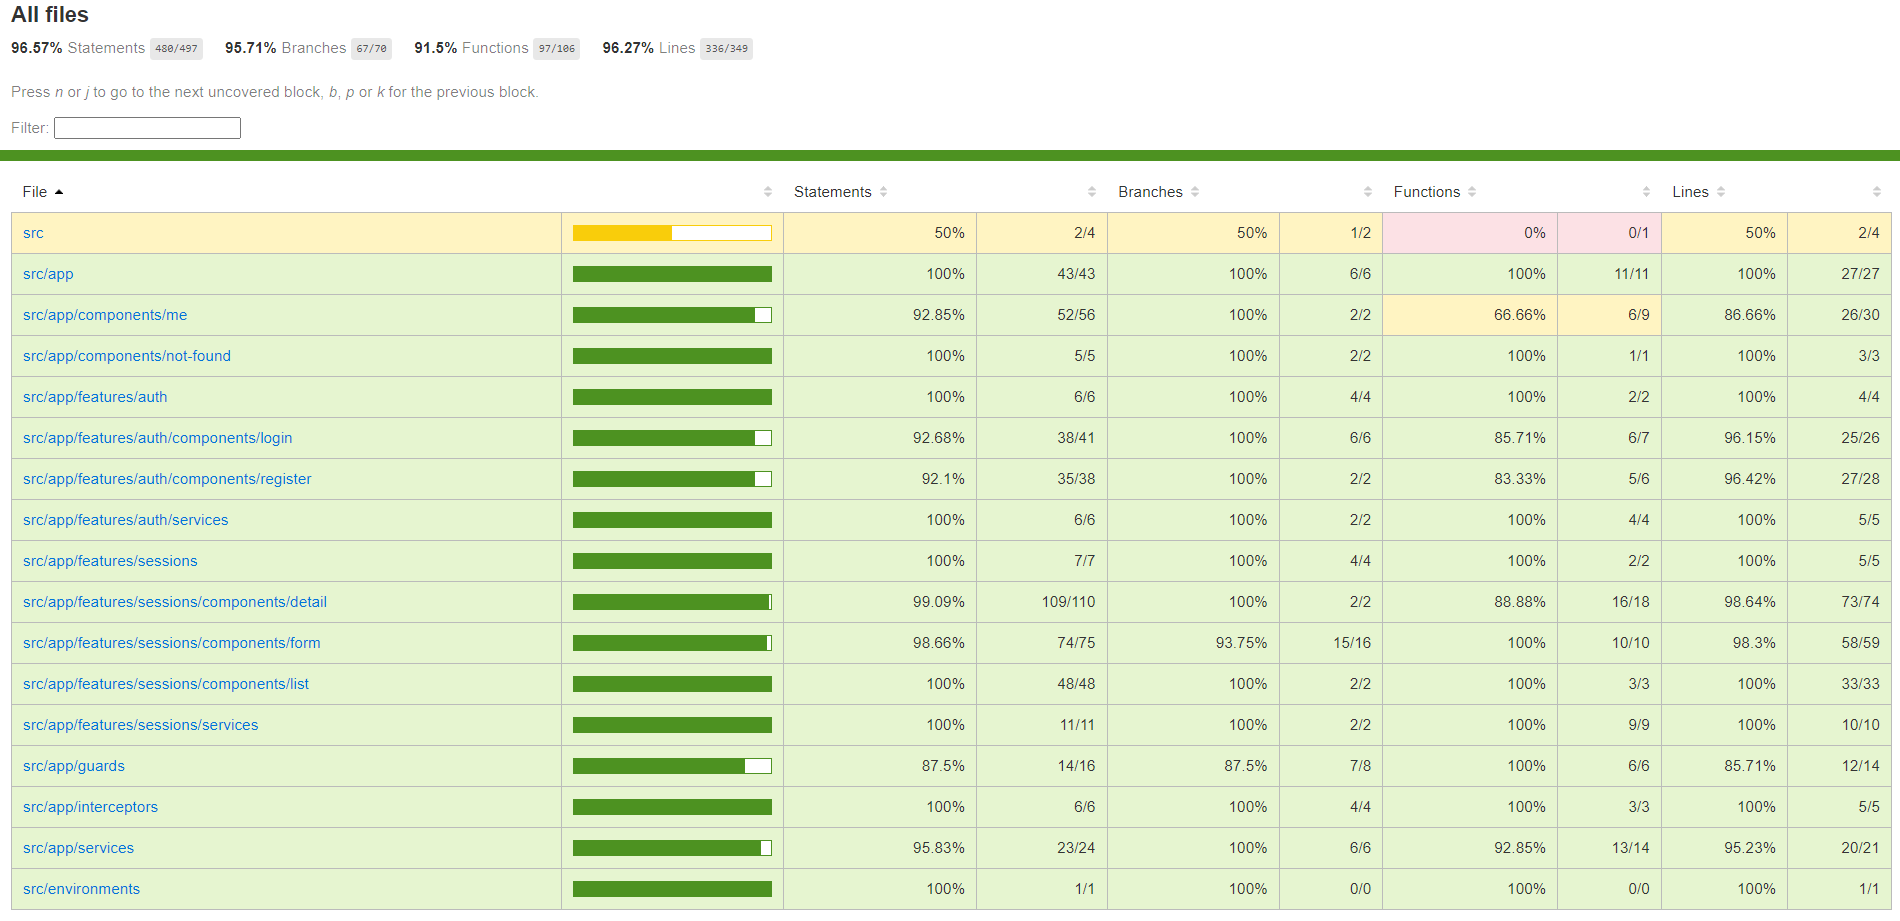 All files
96.57% Statements 480/497 95.71% Branches 67/70 91.5% Functions 97/106 96.27% Lines 336/349
Press n or j to go to the next uncovered block, b, p or k for the previous block.
Filter:
File Statements Branches Functions Lines
src 50% 2/4 50% 1/2 0% 0/1 50% 2/4
src/app 100% 43/43 100% 6/6 100% 11/11 100% 27/27
src/app/components/me 92.85% 52/56 100% 2/2 66.66% 6/9 86.66% 26/30
src/app/components/not-found 100% 5/5 100% 2/2 100% 1/1 100% 3/3
src/app/features/auth 100% 6/6 100% 4/4 100% 2/2 100% 4/4
src/app/features/auth/components/login 92.68% 38/41 100% 6/6 85.71% 6/7 96.15% 25/26
src/app/features/auth/components/register 92.1% 35/38 100% 2/2 83.33% 5/6 96.42% 27/28
src/app/features/auth/services 100% 6/6 100% 2/2 100% 4/4 100% 5/5
src/app/features/sessions 100% 7/7 100% 4/4 100% 2/2 100% 5/5
src/app/features/sessions/components/detail 99.09% 109/110 100% 2/2 88.88% 16/18 98.64% 73/74
src/app/features/sessions/components/form 98.66% 74/75 93.75% 15/16 100% 10/10 98.3% 58/59
src/app/features/sessions/components/list 100% 48/48 100% 2/2 100% 3/3 100% 33/33
src/app/features/sessions/services 100% 11/11 100% 2/2 100% 9/9 100% 10/10
src/app/guards 87.5% 14/16 87.5% 7/8 100% 6/6 85.71% 12/14
src/app/interceptors 100% 6/6 100% 4/4 100% 3/3 100% 5/5
src/app/services 95.83% 23/24 100% 6/6 92.85% 13/14 95.23% 20/21
src/environments 100% 1/1 100% 0/0 100% 0/0 100% 1/1